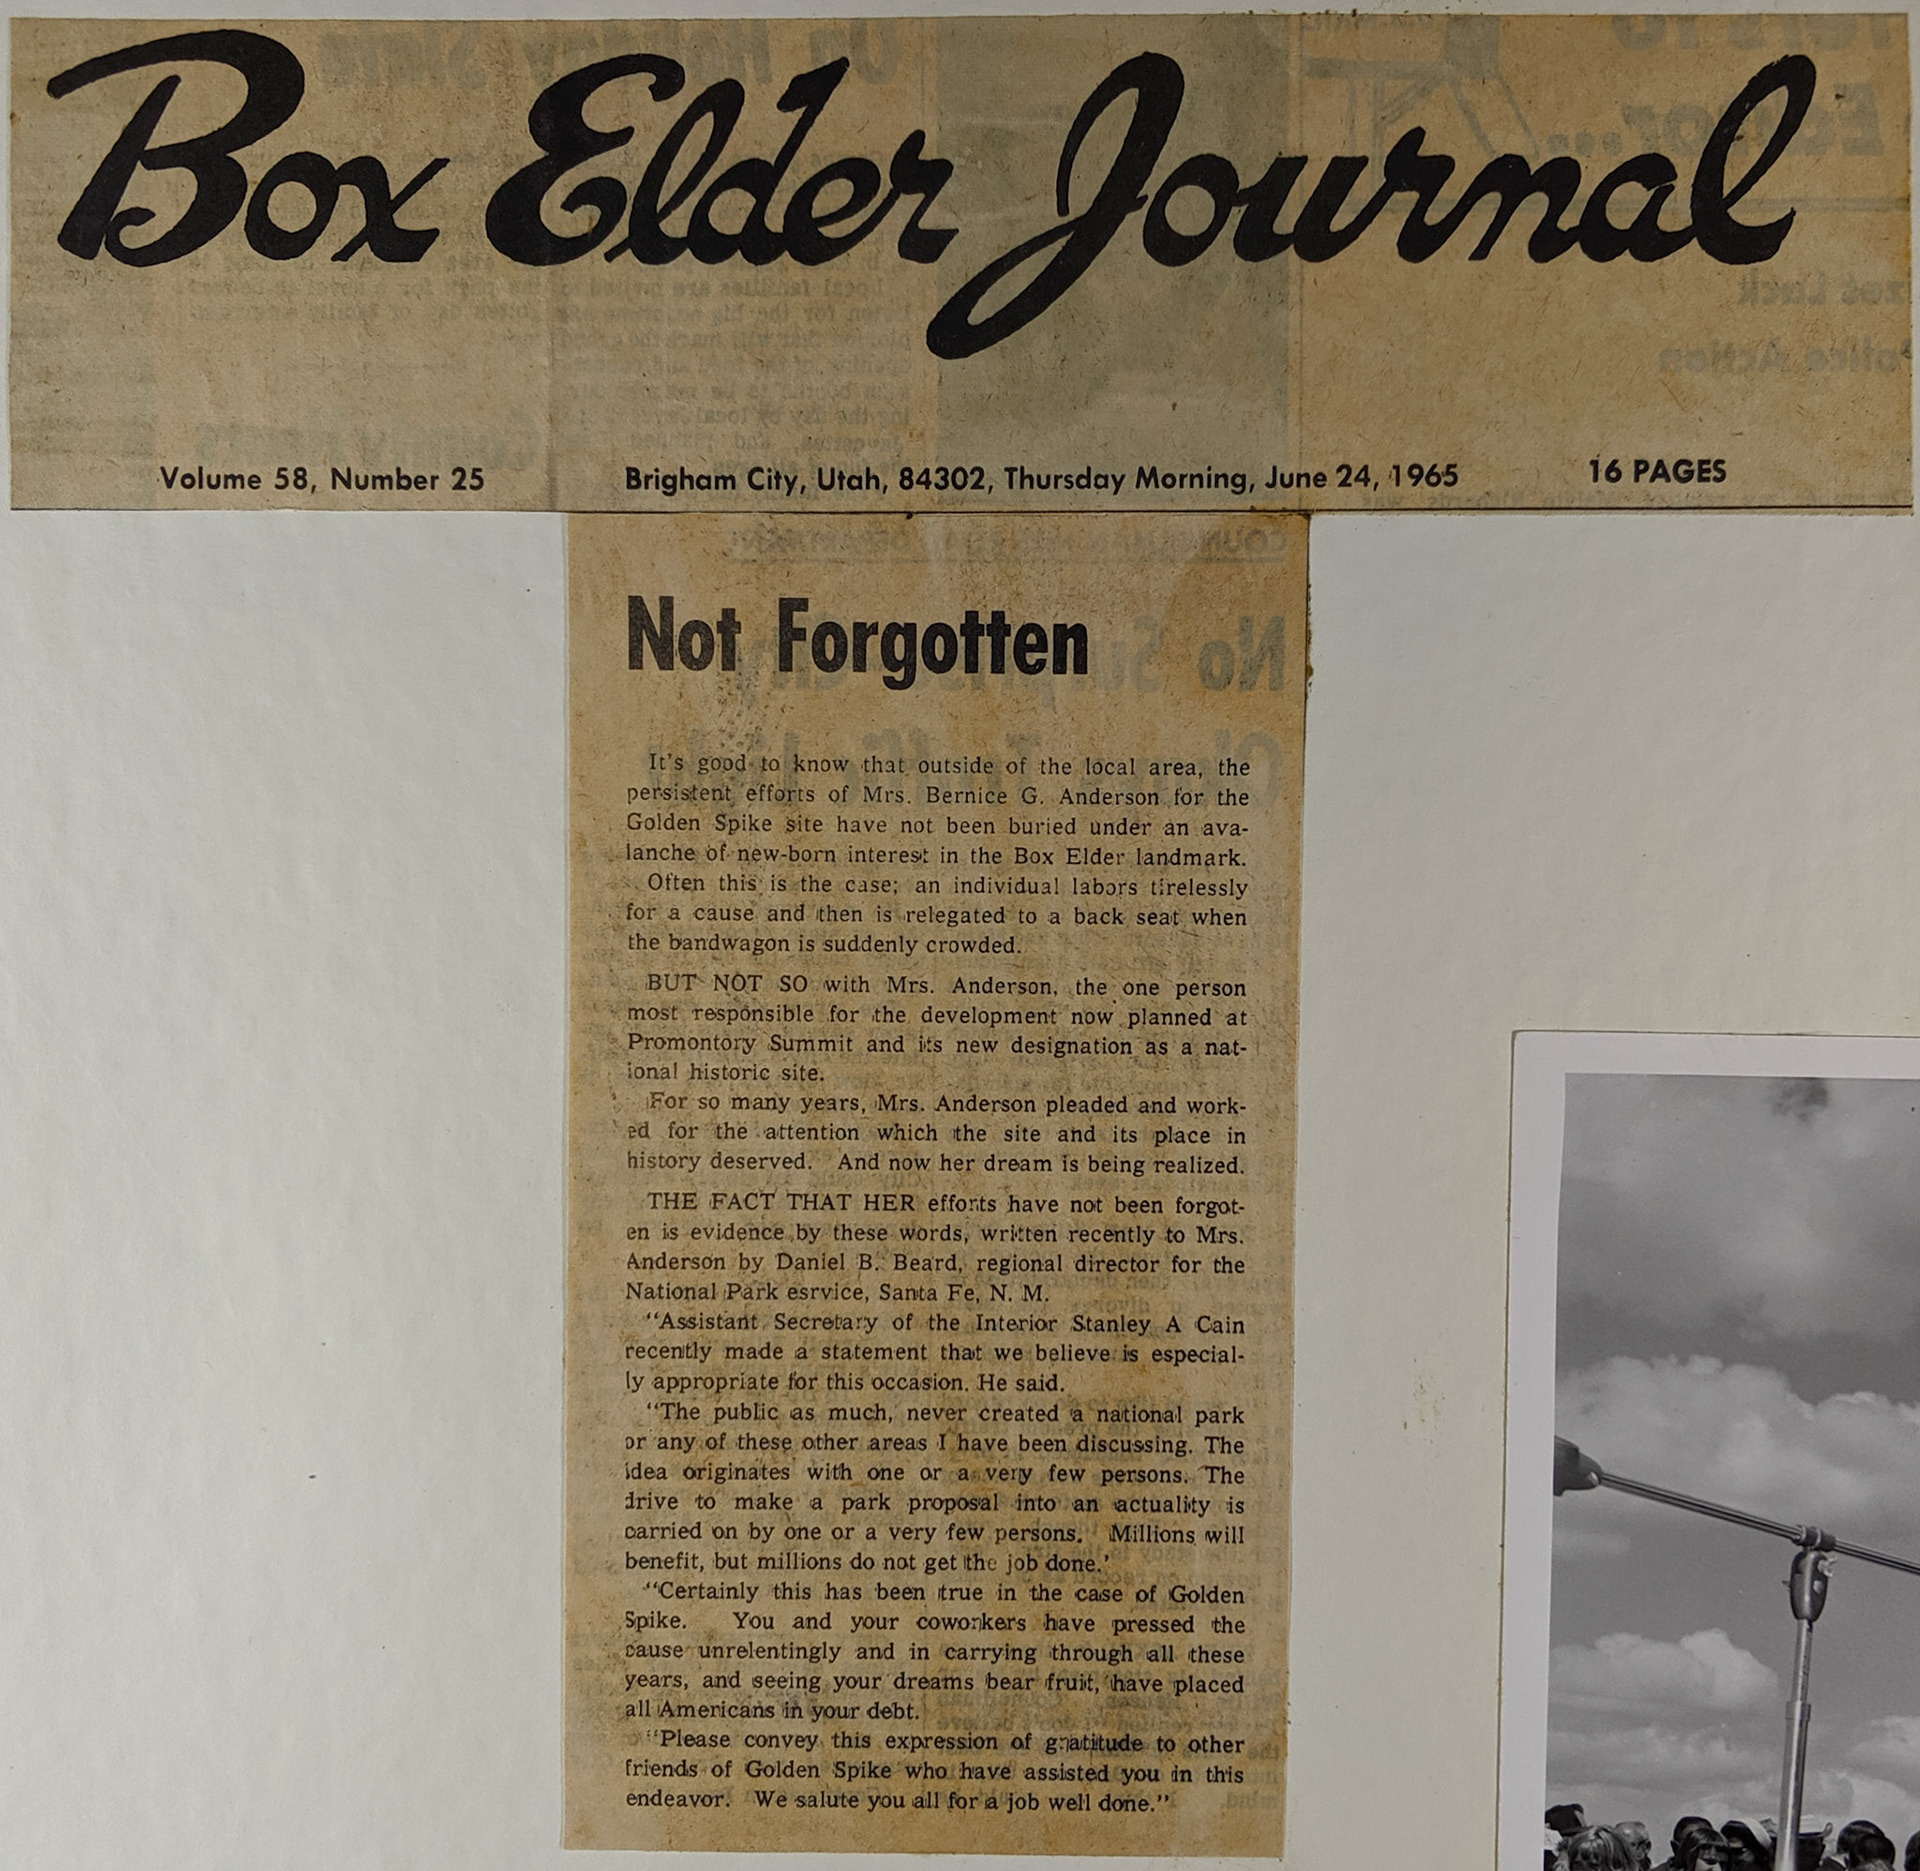 Box Elder Journal
Volume 58, Number 25 Brigham City, Utah, 84302, Thursday Morning, June 24, 1965 16 PAGES
Not Forgotten
It's good to know that outside of the local area, the
persistent efforts of Mrs. Bernice G. Anderson for the
Golden Spike site have not been buried under an ava-
lanche of new-born interest in the Box Elder landmark.
Often this is the case; an individual labors tirelessly
for a cause and then is relegated to a back seat when
the bandwagon is suddenly crowded.
BUT NOT SO with Mrs. Anderson, the one person
most responsible for the development now planned at
Promontory Summit and its new designation as a nat-
ional historic site.
For so many years, Mrs. Anderson pleaded and work-
ed for the attention which the site and its place in
history deserved. And now her dream is being realized.
THE FACT THAT HER efforts have not been forgot-
en is evidence by these words, written recently to Mrs.
Anderson by Daniel B. Beard, regional director for the
National Park esrvice, Santa Fe, N. M.
"Assistant Secretary of the Interior Stanley A Cain
recently made a statement that we believe is especial-
ly appropriate for this occasion. He said.
"The public as much, never created a national park
or any of these other areas I have been discussing. The
idea originates with one or a very few persons. The
drive to make a park proposal into an actuality is
carried on by one or a very few persons. Millions will
benefit, but millions do not get the job done.'
"Certainly this has been true in the case of Golden
Spike. You and your coworkers have pressed the
cause unrelentingly and in carrying through all these
years, and seeing your dreams bear fruit, have placed
all Americans in your debt.
"Please convey this expression of gratitude to other
friends of Golden Spike who have assisted you in this
endeavor. We salute you all for a job well done."